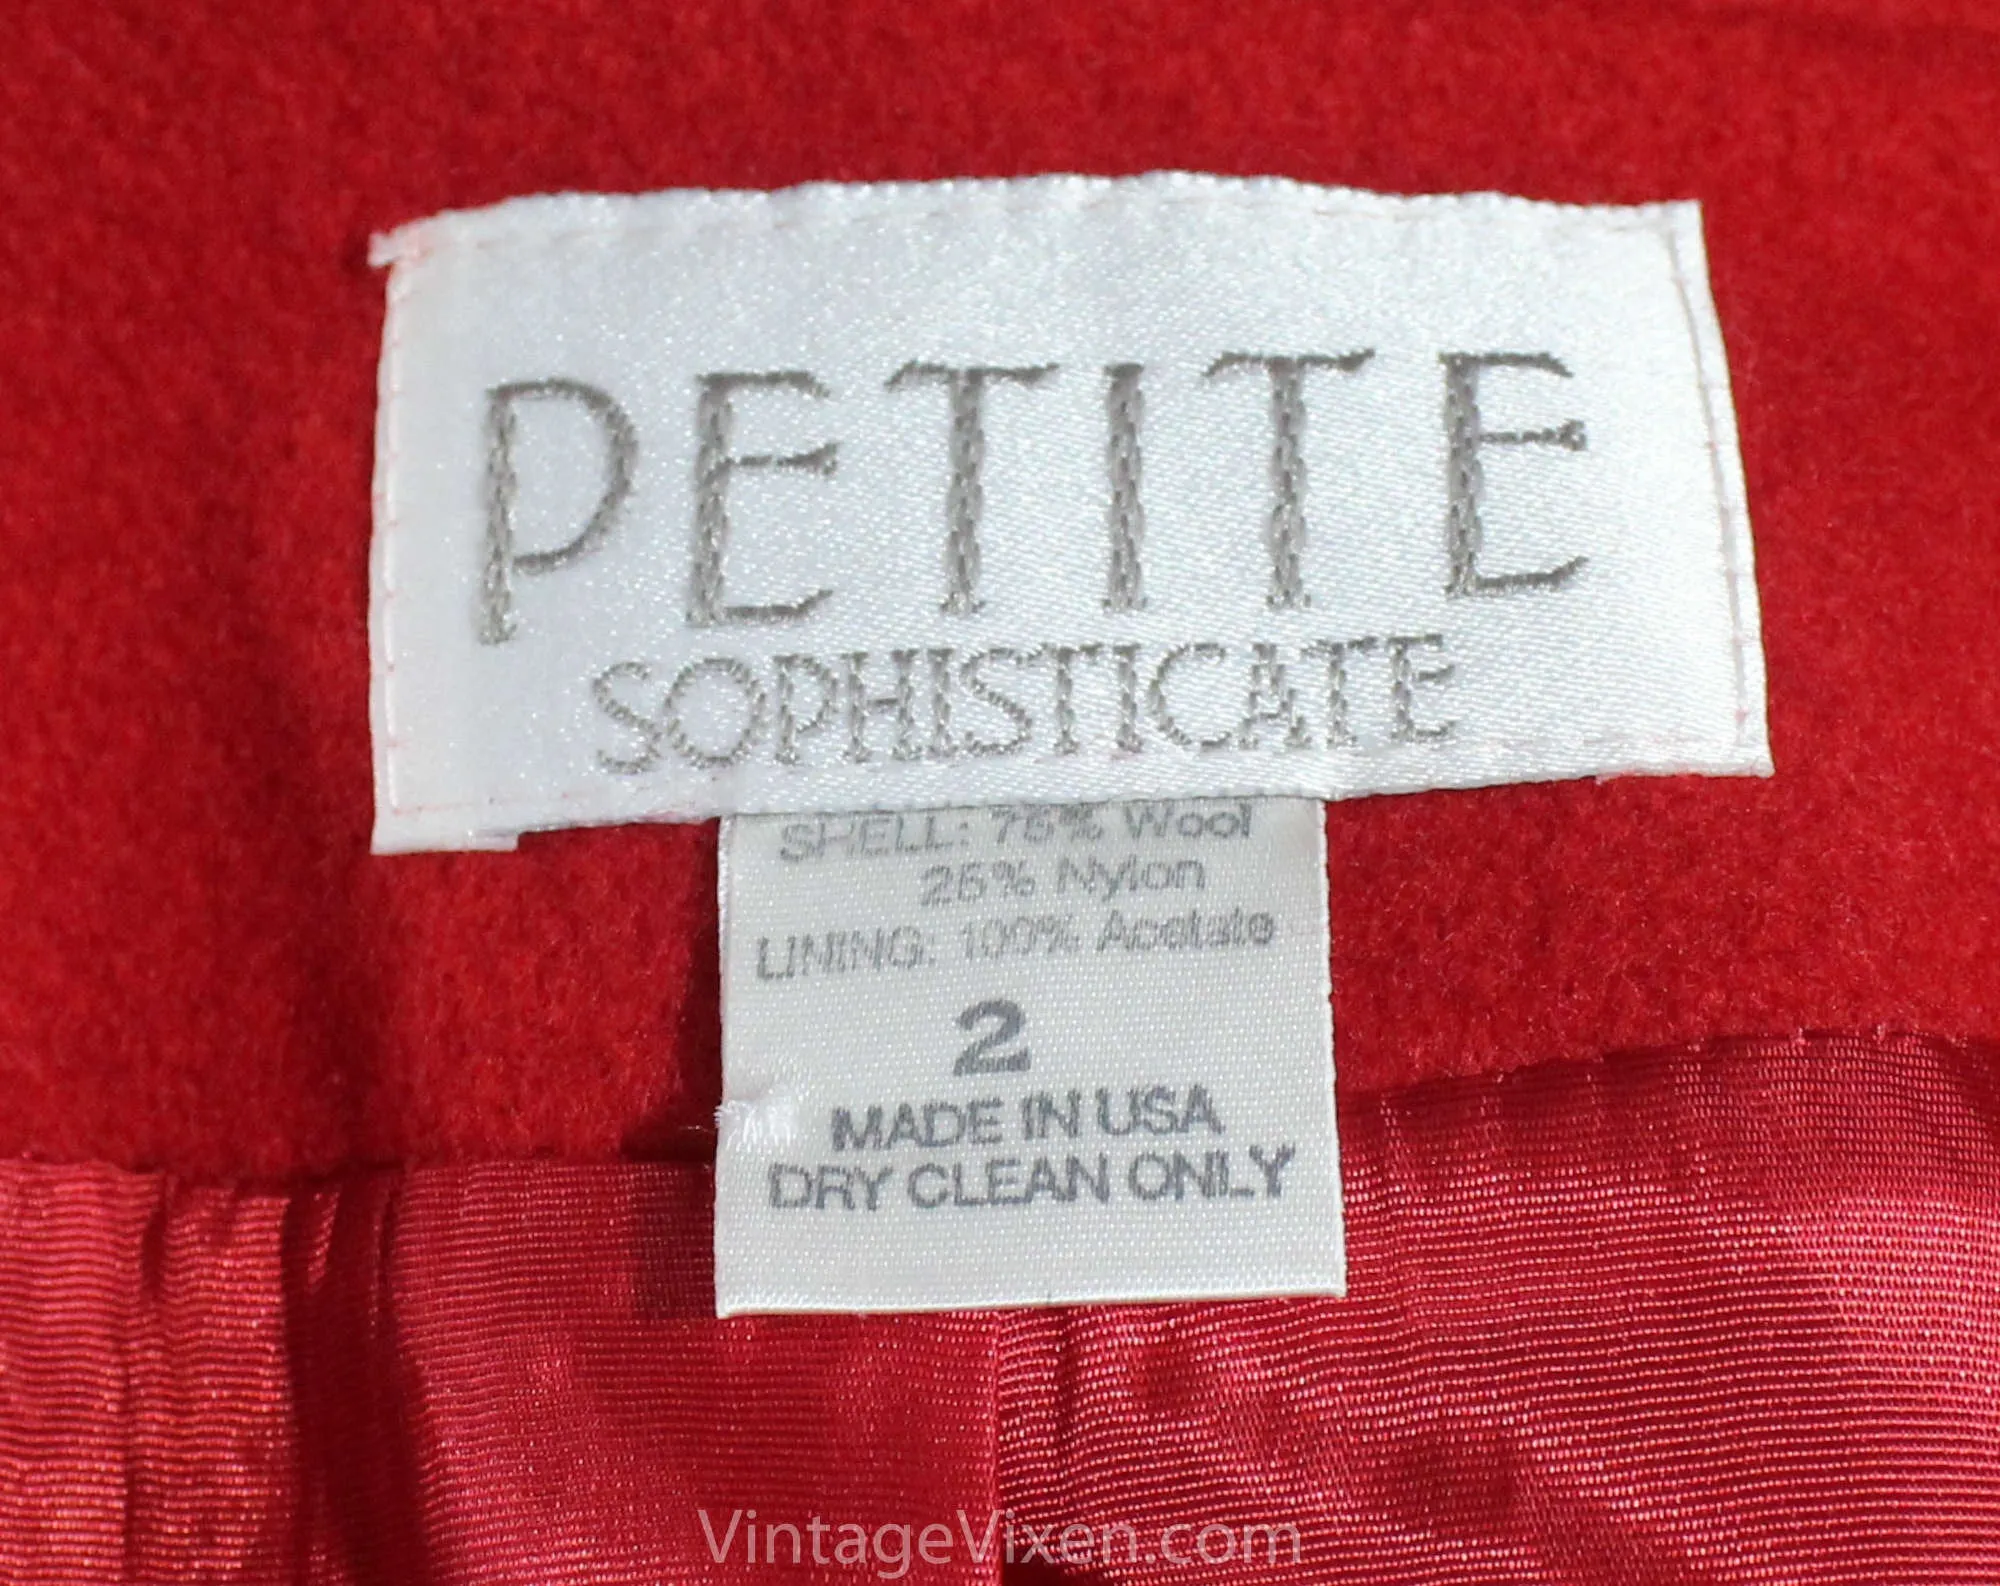 PETITE
SOPHISTICATE
SHELL: 75% Wool
25% Nylon
LINING: 100% Acetate
2
MADE IN USA
DRY CLEAN ONLY
VintageVixen.com